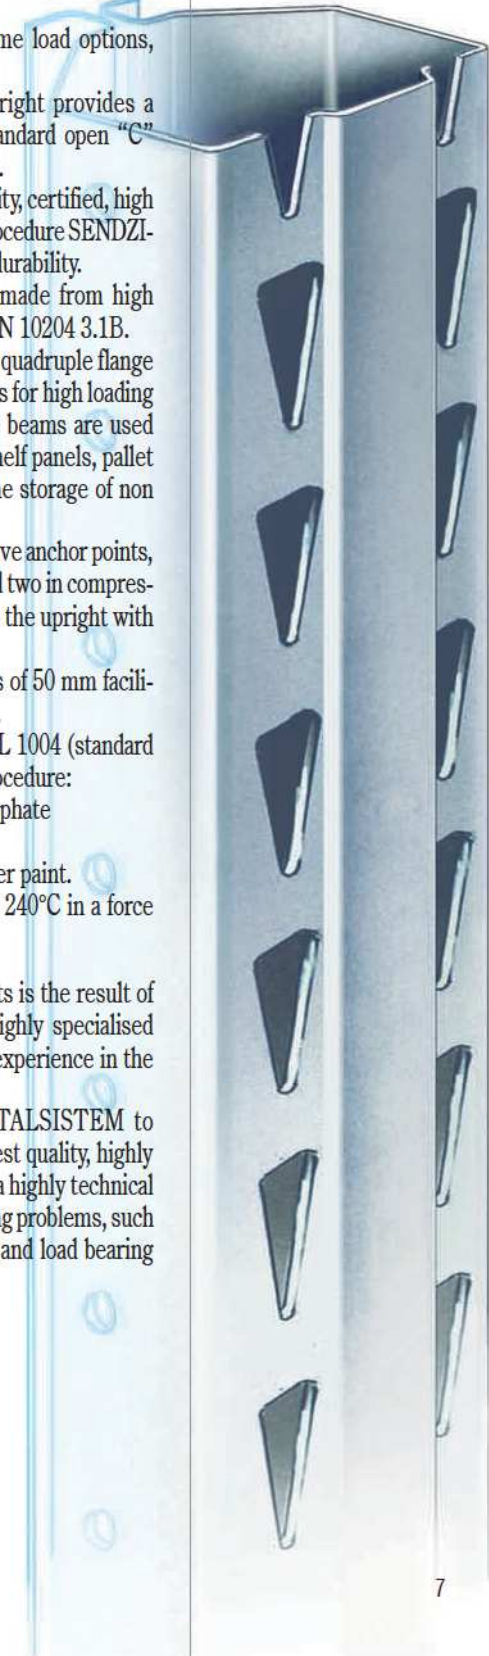 me load options,
right provides a
andard open “C”
ity, certified, high
ocedure SENDZI-
durability.
made from high
N 10204 3.1B.
quadruple flange
s for high loading
beams are used
helf panels, pallet
ne storage of non
ve anchor points,
l two in compres-
the upright with
s of 50 mm facili-
L 1004 (standard
ocedure:
phate
er paint.
240°C in a force
ts is the result of
ighly specialised
experience in the
TALSISTEM to
est quality, highly
a highly technical
ng problems, such
and load bearing
7